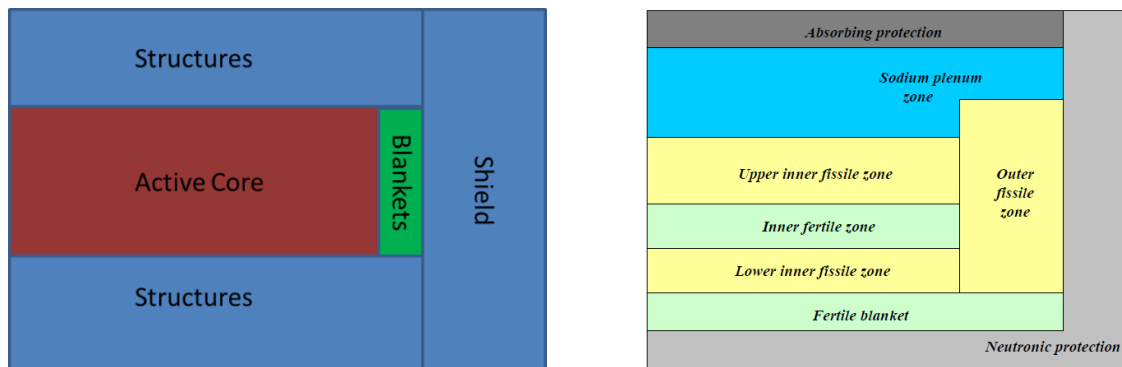 Structures
Active Core
Blankets
Shield
Structures
Absorbing protection
Sodium plenum
zone
Upper inner fissile zone
Outer
fissile
zone
Inner fertile zone
Lower inner fissile zone
Fertile blanket
Neutronic protection